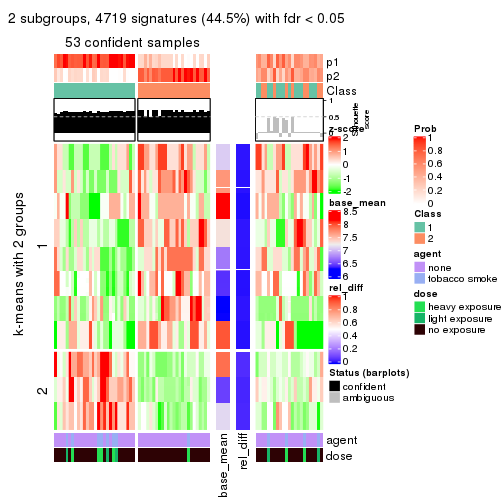 2 subgroups, 4719 signatures (44.5%) with fdr < 0.05
53 confident samples
p1
p2
Class
1
0.5
0
Silhouette
score
k-means with 2 groups
1
2
agent
dose
base_mean
rel_diff
z-score
2
1
0
-1
-2
base_mean
8.5
8
7.5
7
6.5
6
rel_diff
1
0.8
0.6
0.4
0.2
0
Status (barplots)
confident
ambiguous
Prob
1
0.8
0.6
0.4
0.2
0
Class
1
2
agent
none
tobacco smoke
dose
heavy exposure
light exposure
no exposure